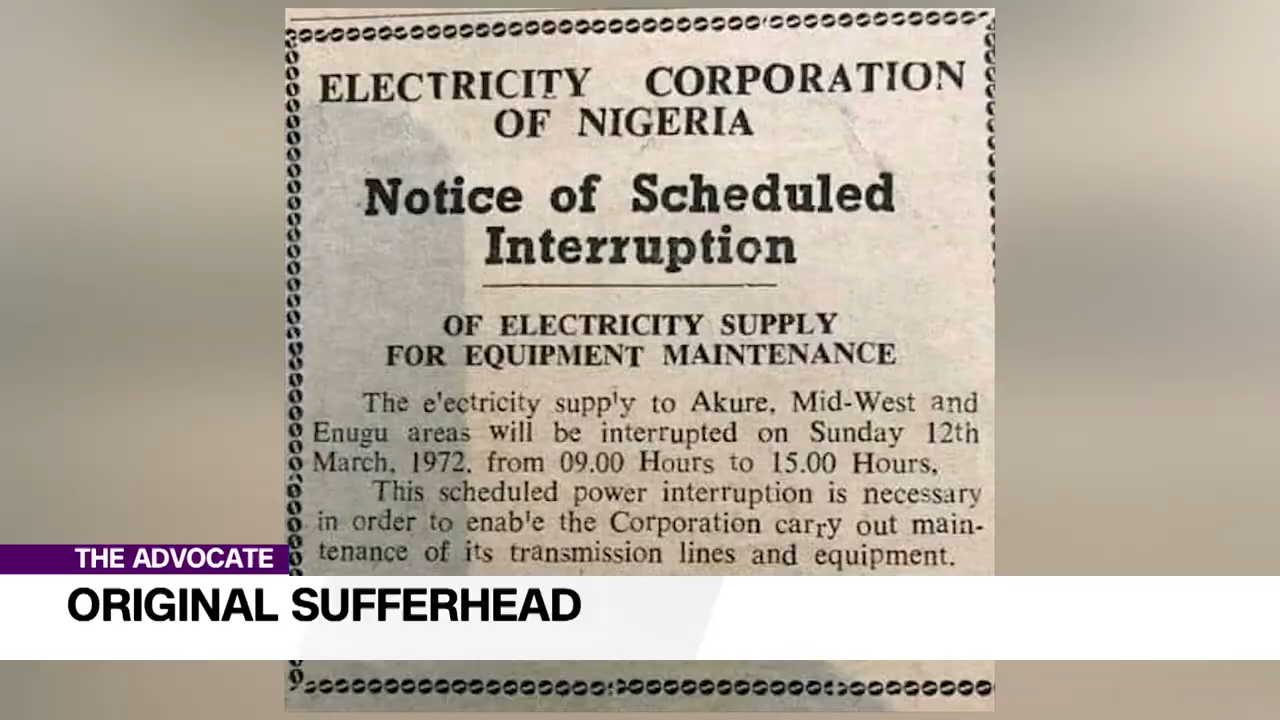 ELECTRICITY CORPORATION
OF NIGERIA
Notice of Scheduled
Interruption
OF ELECTRICITY SUPPLY
FOR EQUIPMENT MAINTENANCE
The e'ectricity supp'y to Akure, Mid-West and
Enugu areas will be interrupted on Sunday 12th
March, 1972, from 09.00 Hours to 15.00 Hours,
This scheduled power interruption is necessary
in order to enab'e the Corporation carry out main-
tenance of its transmission lines and equipment.
THE ADVOCATE
ORIGINAL SUFFERHEAD